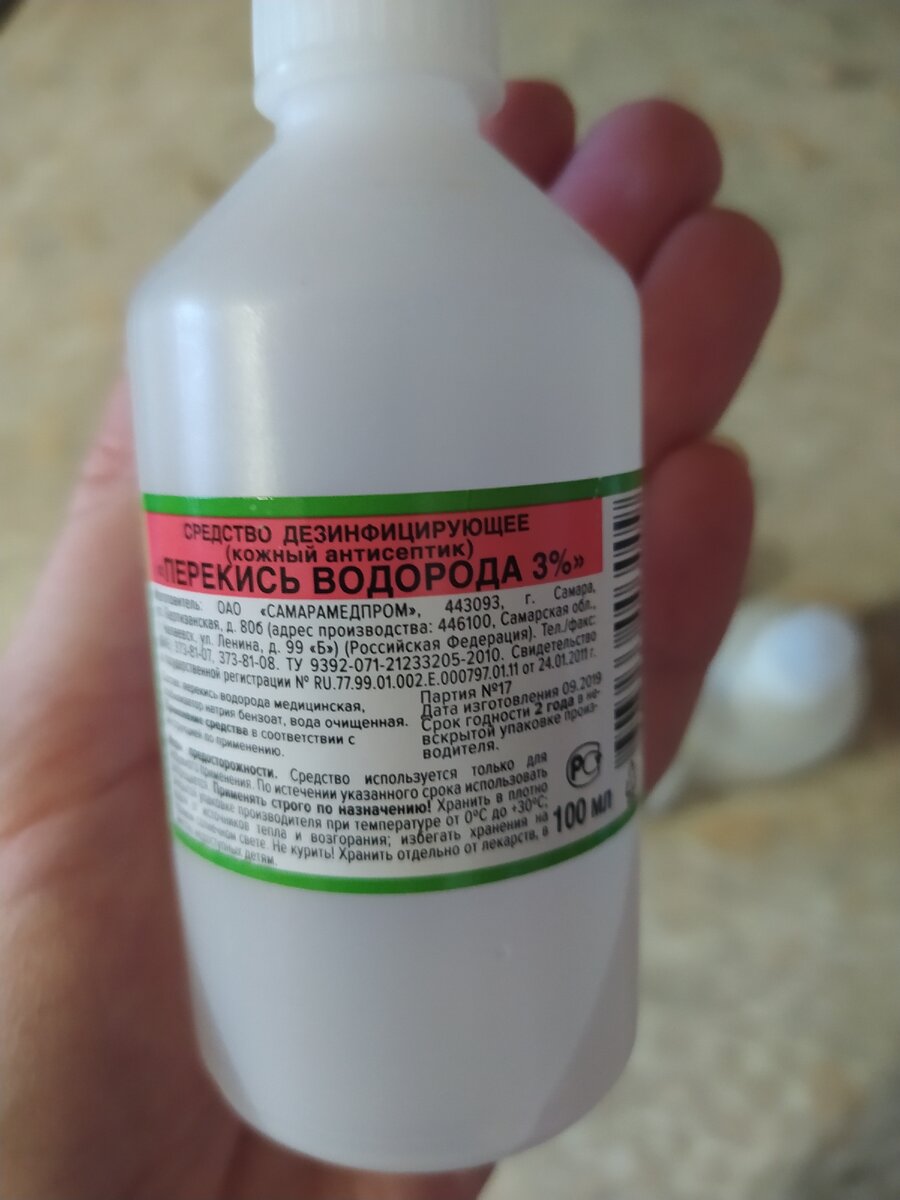 СРЕДСТВО ДЕЗИНФИЦИРУЮЩЕЕ
(кожный антисептик)
«ПЕРЕКИСЬ ВОДОРОДА 3%»
ОАО «САМАРАМЕДПРОМ», 443093, г. Самара,
д. 80б (адрес производства: 446100, Самарская обл.,
ул. Ленина, д. 99 «Б») (Российская Федерация). Тел./факс:
373-81-07, 373-81-08. ТУ 9392-071-21233205-2010. Свидетельство
регистрации № RU.77.99.01.002.Е.000797.01.11 от 24.01.2011 г.
перекись водорода медицинская,
натрия бензоат, вода очищенная.
средства в соответствии с
по применению.
Партия №17
Дата изготовления 09.2019
Срок годности 2 года в не-
вскрытой упаковке произ-
водителя.
предосторожности. Средство используется только для
применения. По истечении указанного срока использовать
Применять строго по назначению! Хранить в плотно
упаковке производителя при температуре от 0°С до +30°С;
источников тепла и возгорания; избегать хранения на
свете. Не курить! Хранить отдельно от лекарств, в
детям.
РСТ
100 мл